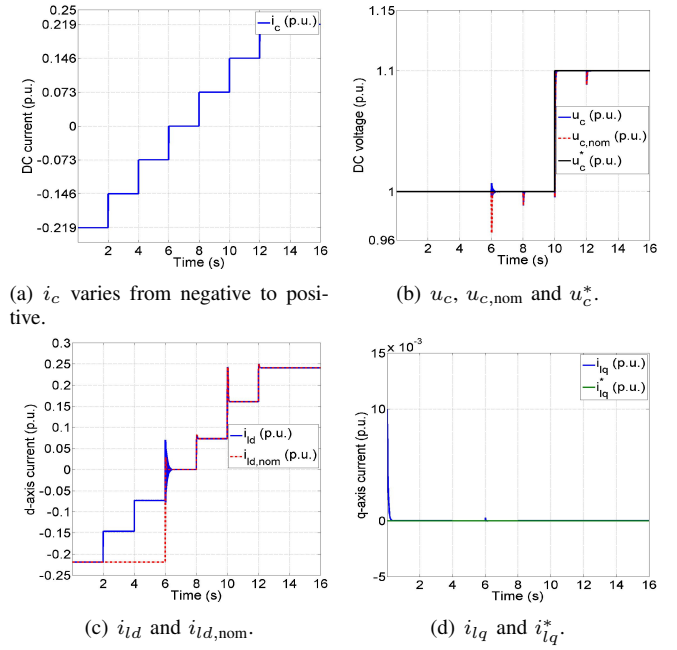 0.25
0.219
0.146
0.073
0
-0.073
-0.146
-0.219
DC current (p.u.)
i_c (p.u.)
2 4 6 8 10 12 14 16
Time (s)
(a) i_c varies from negative to posi-
tive.
1.15
1.1
1
0.96
DC voltage (p.u.)
u_c (p.u.)
u_c,nom (p.u.)
u_c^* (p.u.)
2 4 6 8 10 12 14 16
Time (s)
(b) u_c, u_c,nom and u_c^*.
0.3
0.25
0.2
0.15
0.1
0.05
0
-0.05
-0.1
-0.15
-0.2
-0.25
d-axis current (p.u.)
i_ld (p.u.)
i_ld,nom (p.u.)
2 4 6 8 10 12 14 16
Time (s)
(c) i_ld and i_ld,nom.
15 × 10^-3
10
5
0
-5
q-axis current (p.u.)
i_lq (p.u.)
i_lq^* (p.u.)
2 4 6 8 10 12 14 16
Time (s)
(d) i_lq and i_lq^*.